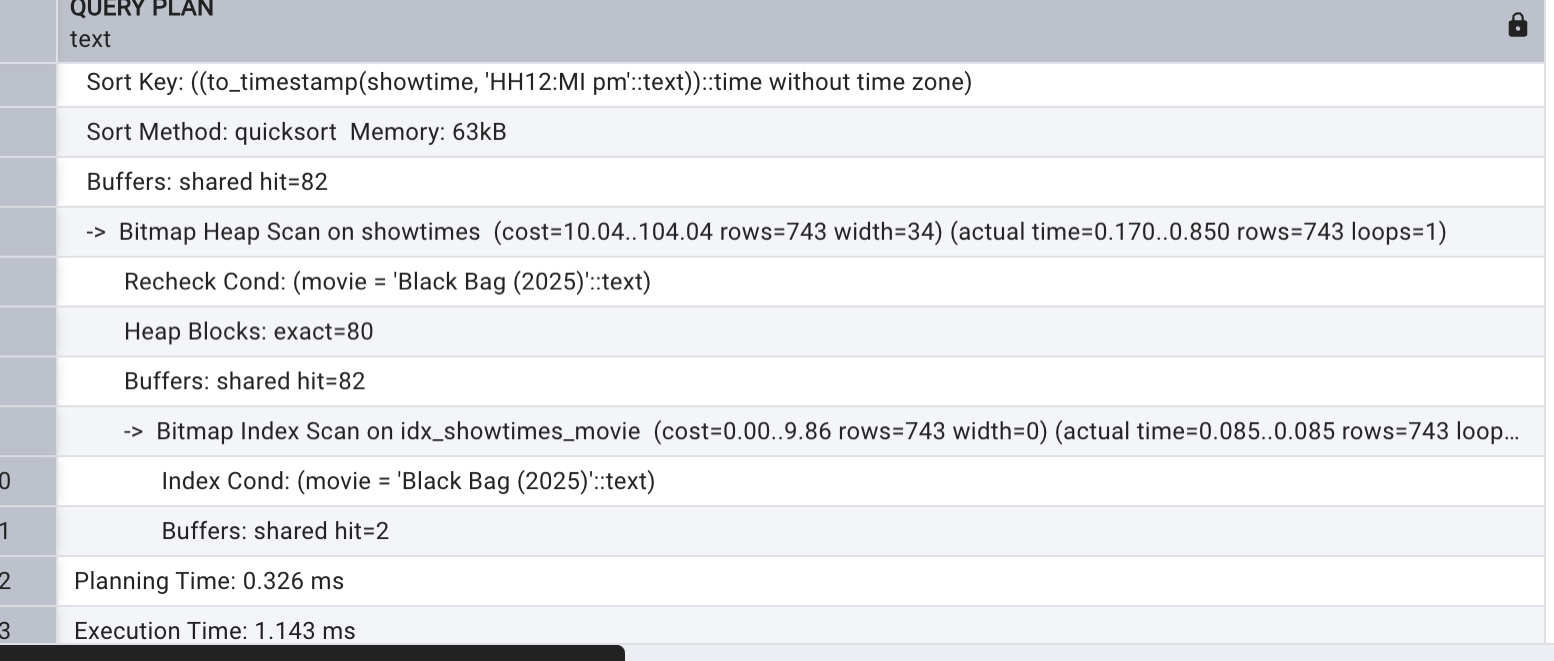 QUERY PLAN
text
Sort Key: ((to_timestamp(showtime, 'HH12:MI pm'::text))::time without time zone)
Sort Method: quicksort  Memory: 63kB
Buffers: shared hit=82
->  Bitmap Heap Scan on showtimes  (cost=10.04..104.04 rows=743 width=34) (actual time=0.170..0.850 rows=743 loops=1)
Recheck Cond: (movie = 'Black Bag (2025)'::text)
Heap Blocks: exact=80
Buffers: shared hit=82
->  Bitmap Index Scan on idx_showtimes_movie  (cost=0.00..9.86 rows=743 width=0) (actual time=0.085..0.085 rows=743 loop...
0 Index Cond: (movie = 'Black Bag (2025)'::text)
1 Buffers: shared hit=2
2 Planning Time: 0.326 ms
3 Execution Time: 1.143 ms